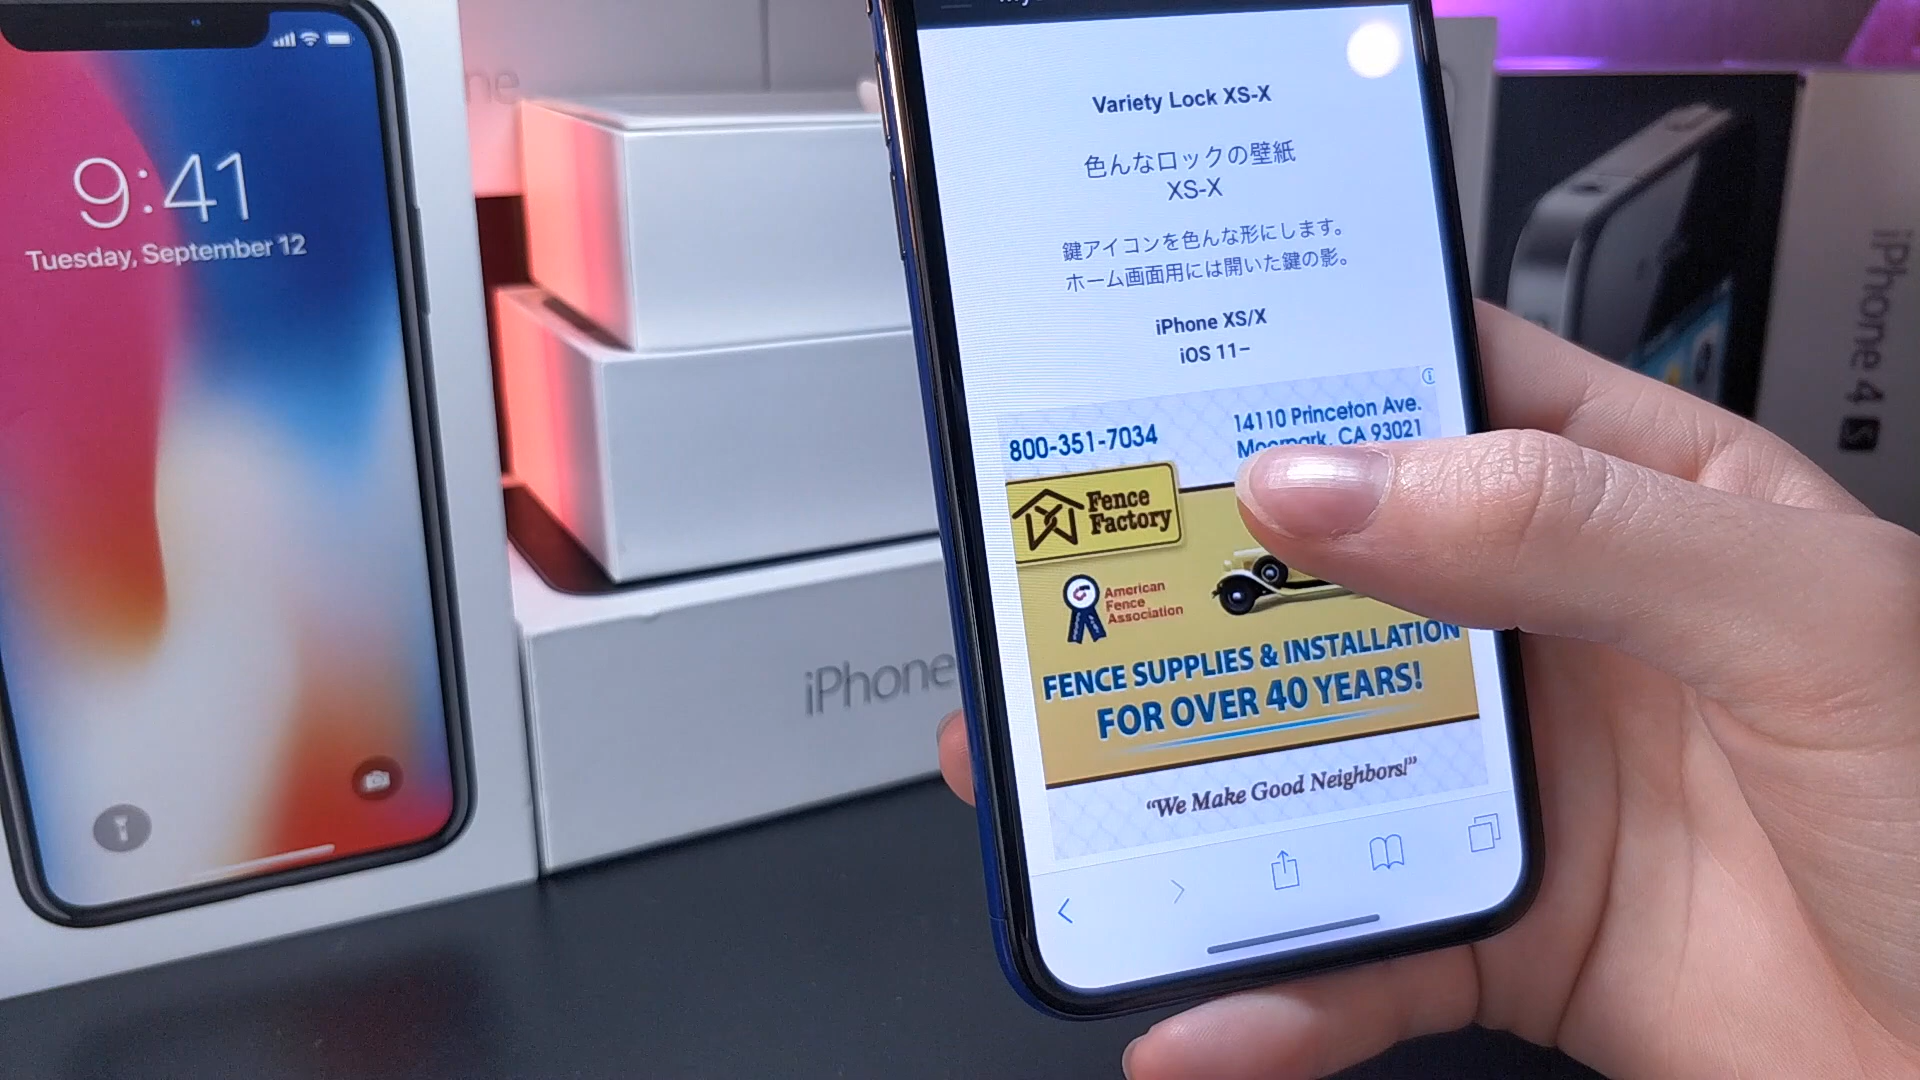 9:41
Tuesday, September 12
iPhone
Variety Lock XS-X
色んなロックの壁紙
XS-X
鍵アイコンを色んな形にします。
ホーム画面用には開いた鍵の影。
iPhone XS/X
iOS 11-
800-351-7034
14110 Princeton Ave.
Moorpark, CA 93021
Fence
Factory
American
Fence
Association
FENCE SUPPLIES & INSTALLATION
FOR OVER 40 YEARS!
“We Make Good Neighbors!”
iPhone 4 S